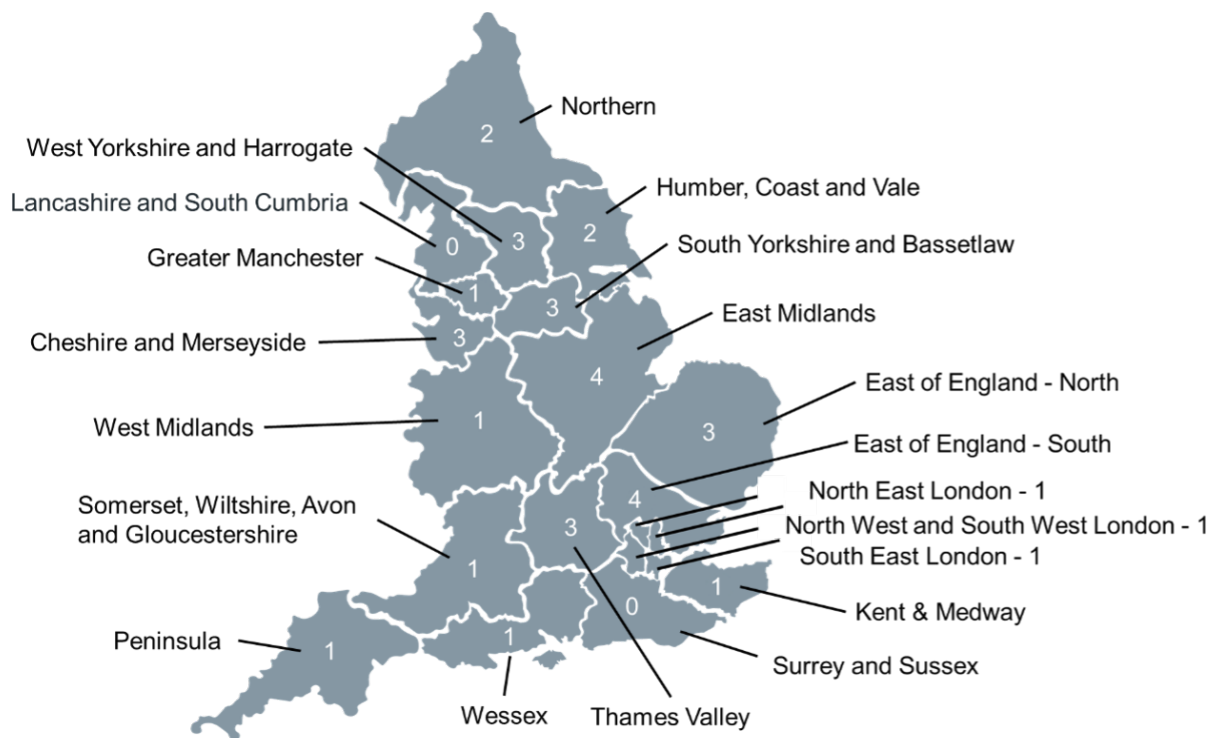 Northern
2
West Yorkshire and Harrogate
Lancashire and South Cumbria
Humber, Coast and Vale
0
3
2
South Yorkshire and Bassetlaw
Greater Manchester
1
3
East Midlands
Cheshire and Merseyside
3
4
East of England - North
West Midlands
1
3
East of England - South
4
North East London - 1
Somerset, Wiltshire, Avon
and Gloucestershire
3
North West and South West London - 1
South East London - 1
1
1
0
Kent & Medway
Peninsula
1
1
Surrey and Sussex
Wessex
Thames Valley